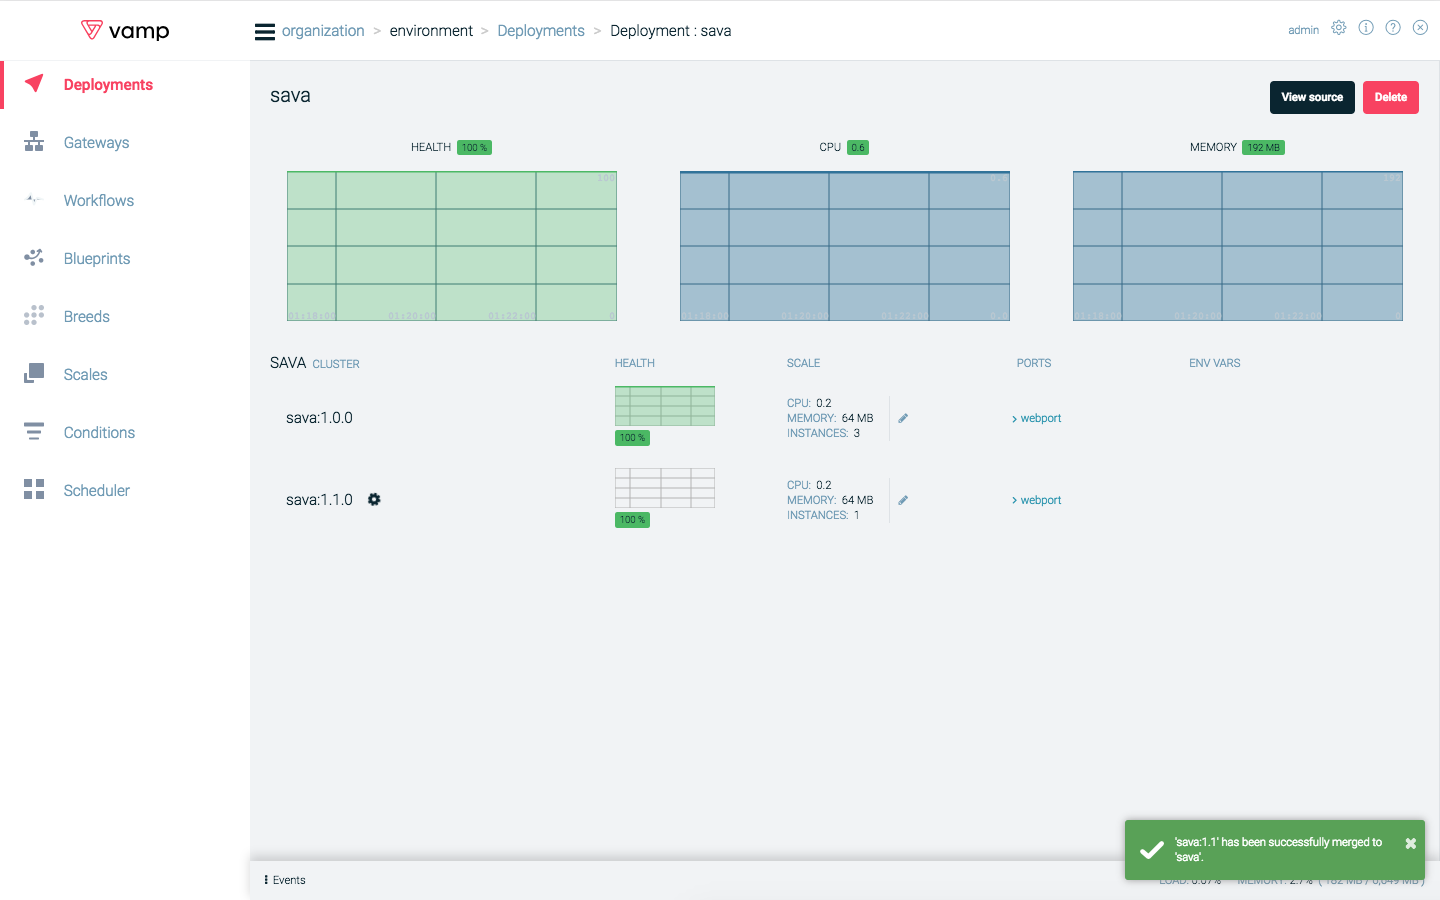 vamp
organization > environment > Deployments > Deployment : sava
admin
Deployments
Gateways
Workflows
Blueprints
Breeds
Scales
Conditions
Scheduler
sava
View source
Delete
HEALTH 100 %
CPU 0.6
MEMORY 192 MB
100
01:18:00 01:20:00 01:22:00 0
0.6
01:18:00 01:20:00 01:22:00 0.0
192
01:18:00 01:20:00 01:22:00 0
SAVA CLUSTER HEALTH SCALE PORTS ENV VARS
sava:1.0.0
100 %
CPU: 0.2
MEMORY: 64 MB
INSTANCES: 3
webport
sava:1.1.0
100 %
CPU: 0.2
MEMORY: 64 MB
INSTANCES: 1
webport
'sava:1.1' has been successfully merged to
'sava'.
Events
LOAD: 0.07% MEMORY: 2.7% ( 182 MB / 6,849 MB )